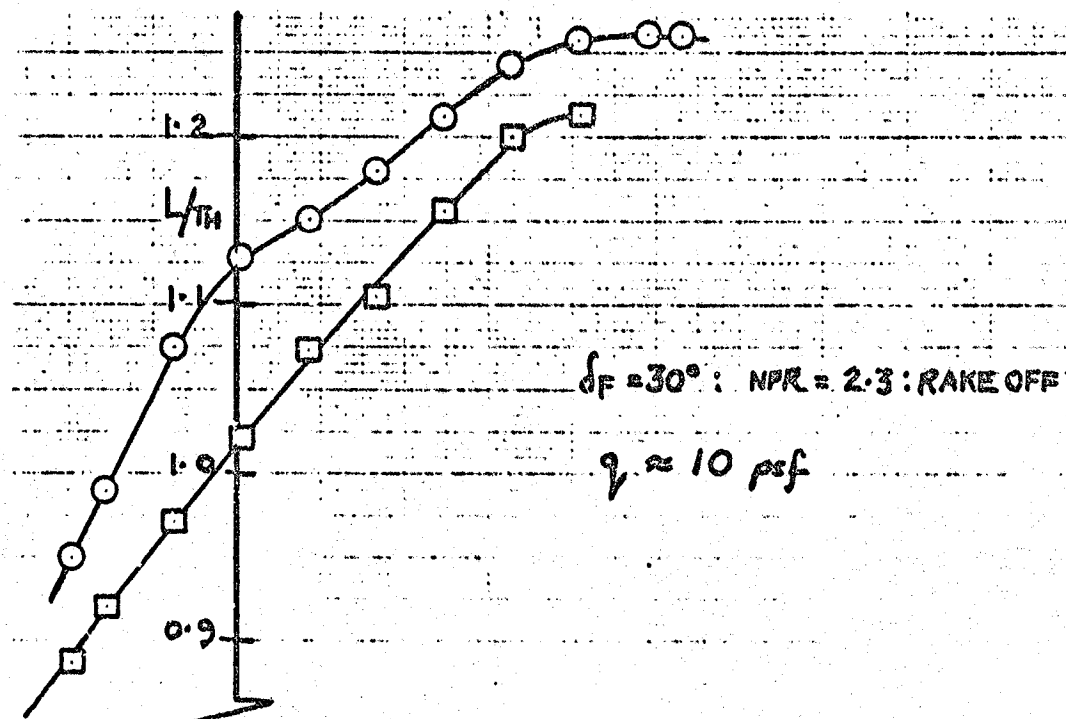 1.2
L/TH
1.1
δF = 30° : NPR = 2.3 : RAKE OFF
1.0
q ≈ 10 psf
0.9